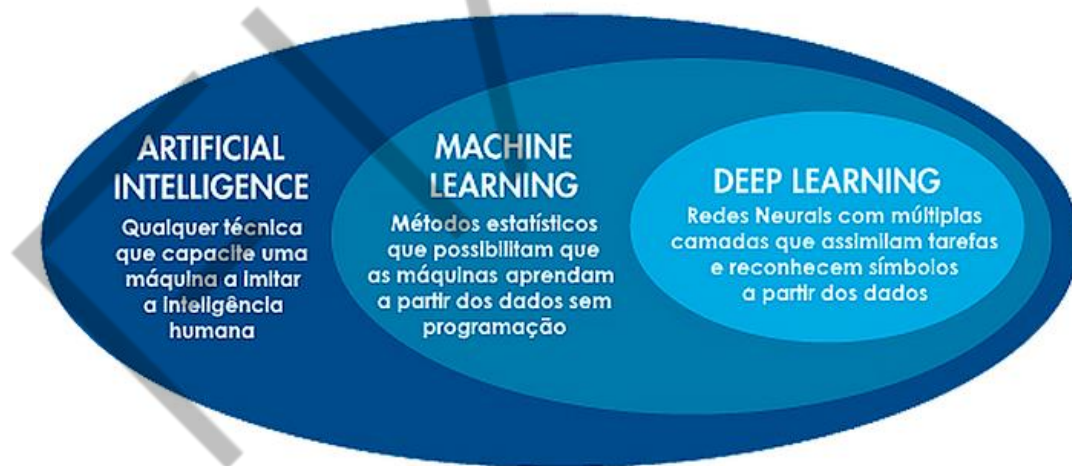 ARTIFICIAL
INTELLIGENCE
Qualquer técnica
que capacite uma
máquina a imitar
a inteligência
humana
MACHINE
LEARNING
Métodos estatísticos
que possibilitam que
as máquinas aprendam
a partir dos dados sem
programação
DEEP LEARNING
Redes Neurais com múltiplas
camadas que assimilam tarefas
e reconhecem símbolos
a partir dos dados